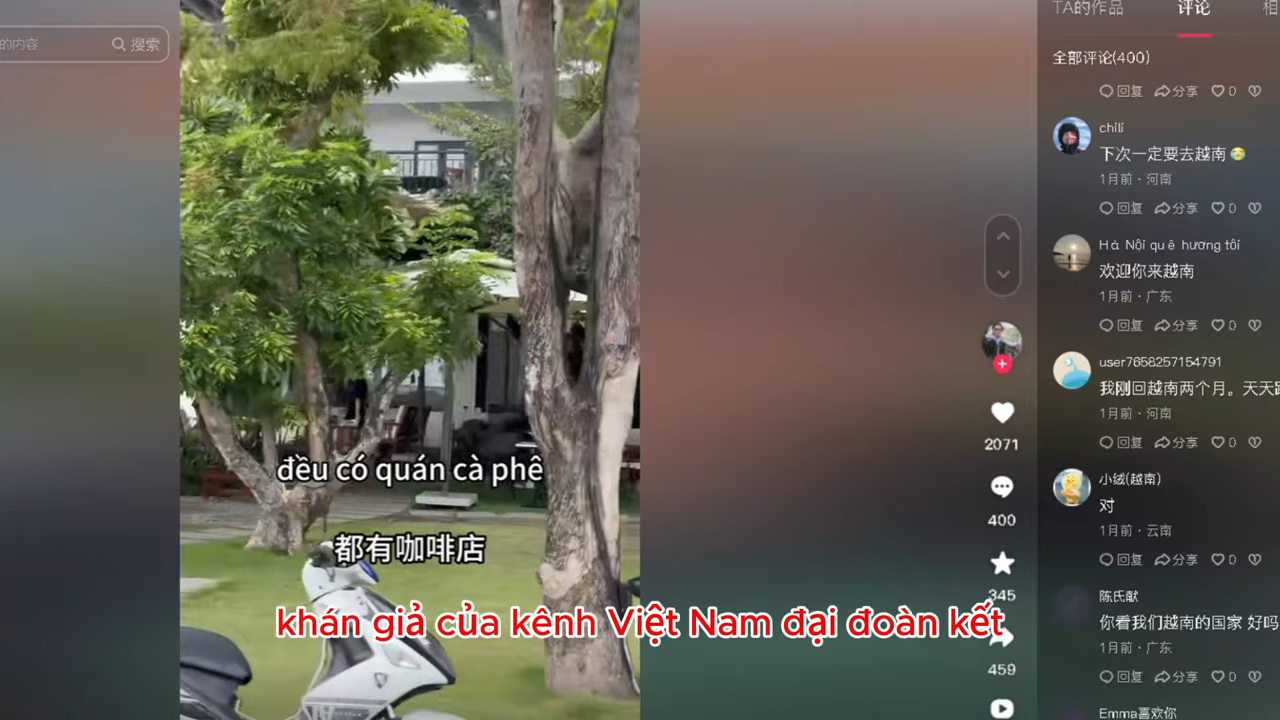 的内容
搜索
đều có quán cà phê
都有咖啡店
khán giả của kênh Việt Nam đại đoàn kết
2071
400
345
459
TA的作品
评论
相
全部评论(400)
回复 分享 0
chili
下次一定要去越南😭
1月前·河南
回复 分享 0
Hà Nội quê hương tôi
欢迎你来越南
1月前·广东
回复 分享 0
user7658257154791
我刚回越南两个月。天天
1月前·河南
回复 分享 0
小绒(越南)
对
1月前·云南
回复 分享 0
陈氏献
你看我们越南的国家 好吗
1月前·广东
回复 分享 0
Emma喜欢你